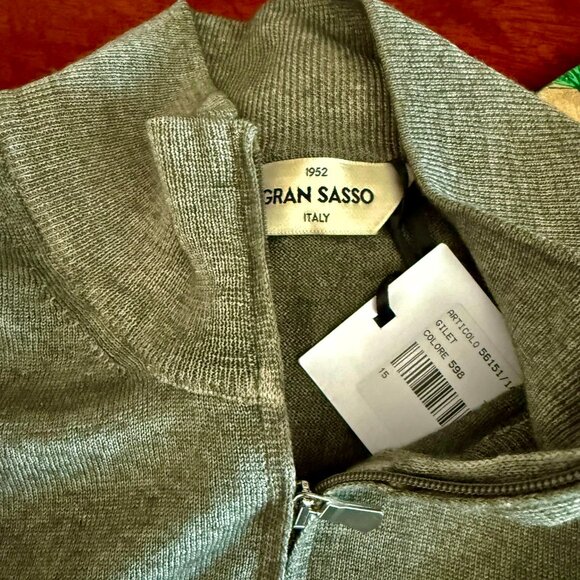 1952
GRAN SASSO
ITALY
ARTICOLO 56151/1
GILET
COLORE 598
15